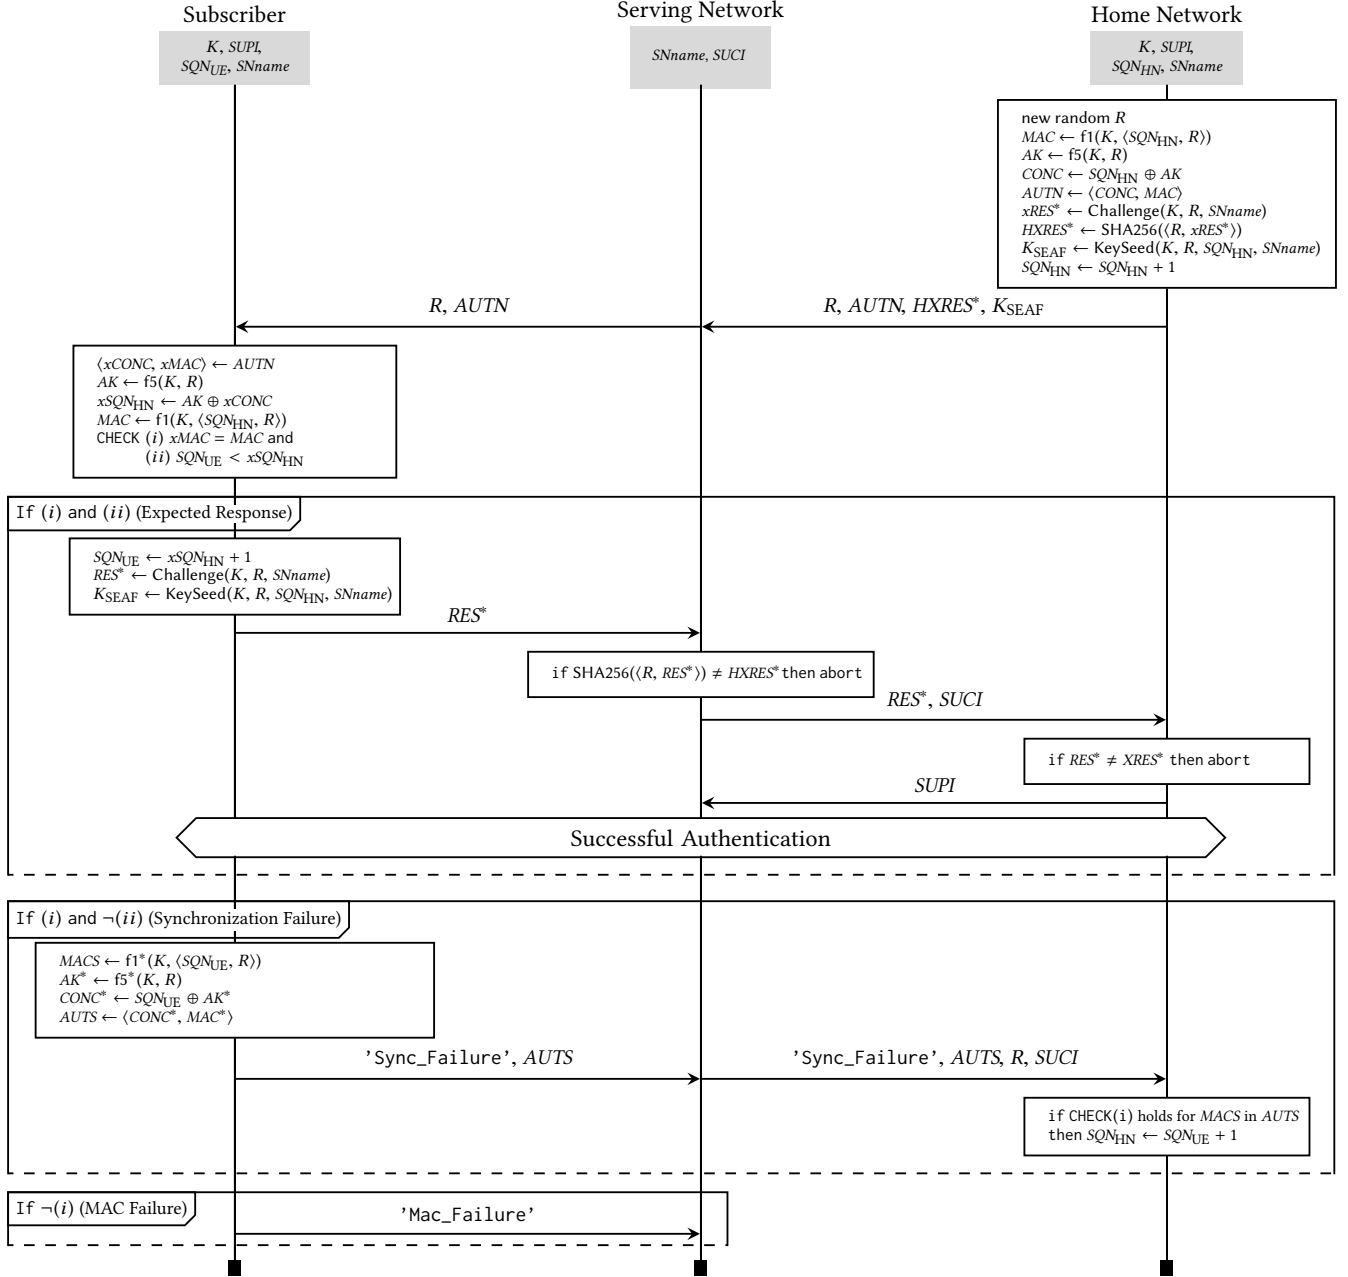 Subscriber
Serving Network
Home Network
K, SUPI,
SQN_UE, SNname
SNname, SUCI
K, SUPI,
SQN_HN, SNname
new random R
MAC ← f1(K, ⟨SQN_HN, R⟩)
AK ← f5(K, R)
CONC ← SQN_HN ⊕ AK
AUTN ← ⟨CONC, MAC⟩
xRES* ← Challenge(K, R, SNname)
HXRES* ← SHA256(⟨R, xRES*⟩)
K_SEAF ← KeySeed(K, R, SQN_HN, SNname)
SQN_HN ← SQN_HN + 1
R, AUTN, HXRES*, K_SEAF
R, AUTN
⟨xCONC, xMAC⟩ ← AUTN
AK ← f5(K, R)
xSQN_HN ← AK ⊕ xCONC
MAC ← f1(K, ⟨SQN_HN, R⟩)
CHECK (i) xMAC = MAC and
(ii) SQN_UE < xSQN_HN
If (i) and (ii) (Expected Response)
SQN_UE ← xSQN_HN + 1
RES* ← Challenge(K, R, SNname)
K_SEAF ← KeySeed(K, R, SQN_HN, SNname)
RES*
if SHA256(⟨R, RES*⟩) ≠ HXRES* then abort
RES*, SUCI
if RES* ≠ XRES* then abort
SUPI
Successful Authentication
If (i) and ¬(ii) (Synchronization Failure)
MACS ← f1*(K, ⟨SQN_UE, R⟩)
AK* ← f5*(K, R)
CONC* ← SQN_UE ⊕ AK*
AUTS ← ⟨CONC*, MAC*⟩
'Sync_Failure', AUTS
'Sync_Failure', AUTS, R, SUCI
if CHECK(i) holds for MACS in AUTS
then SQN_HN ← SQN_UE + 1
If ¬(i) (MAC Failure)
'Mac_Failure'